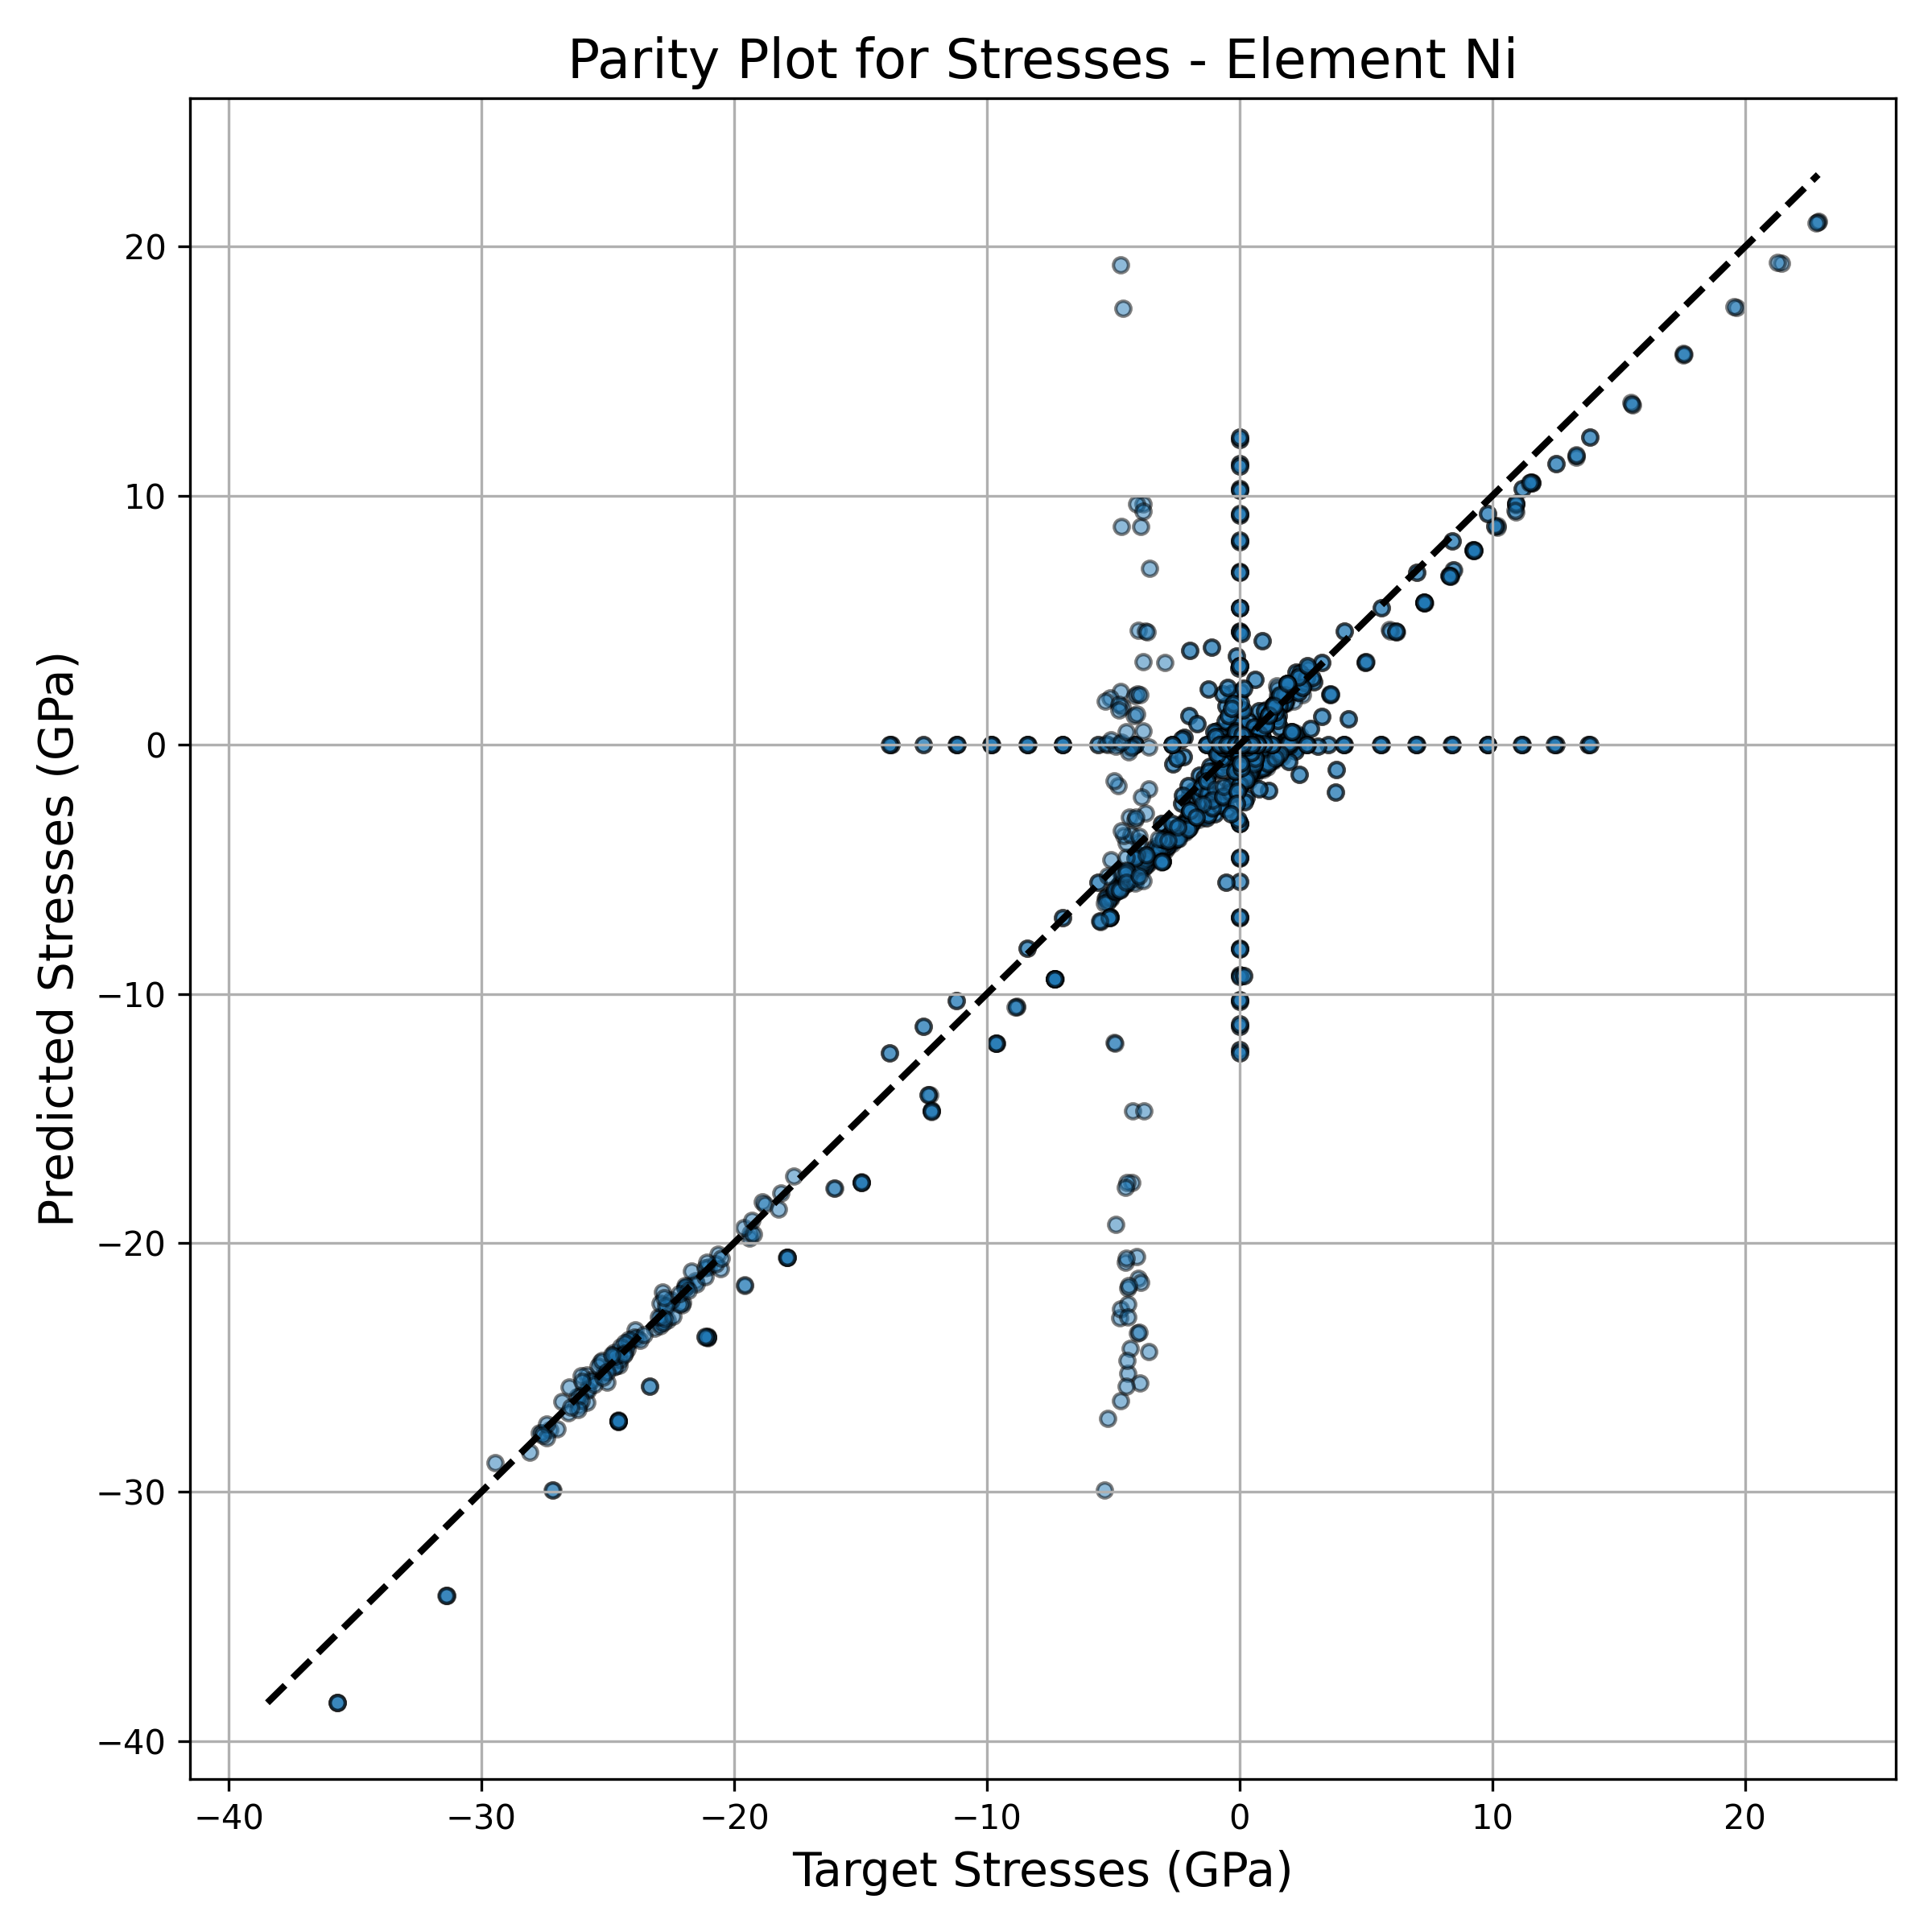 Parity Plot for Stresses - Element Ni
Predicted Stresses (GPa)
20
10
0
−10
−20
−30
−40
−40 −30 −20 −10 0 10 20
Target Stresses (GPa)